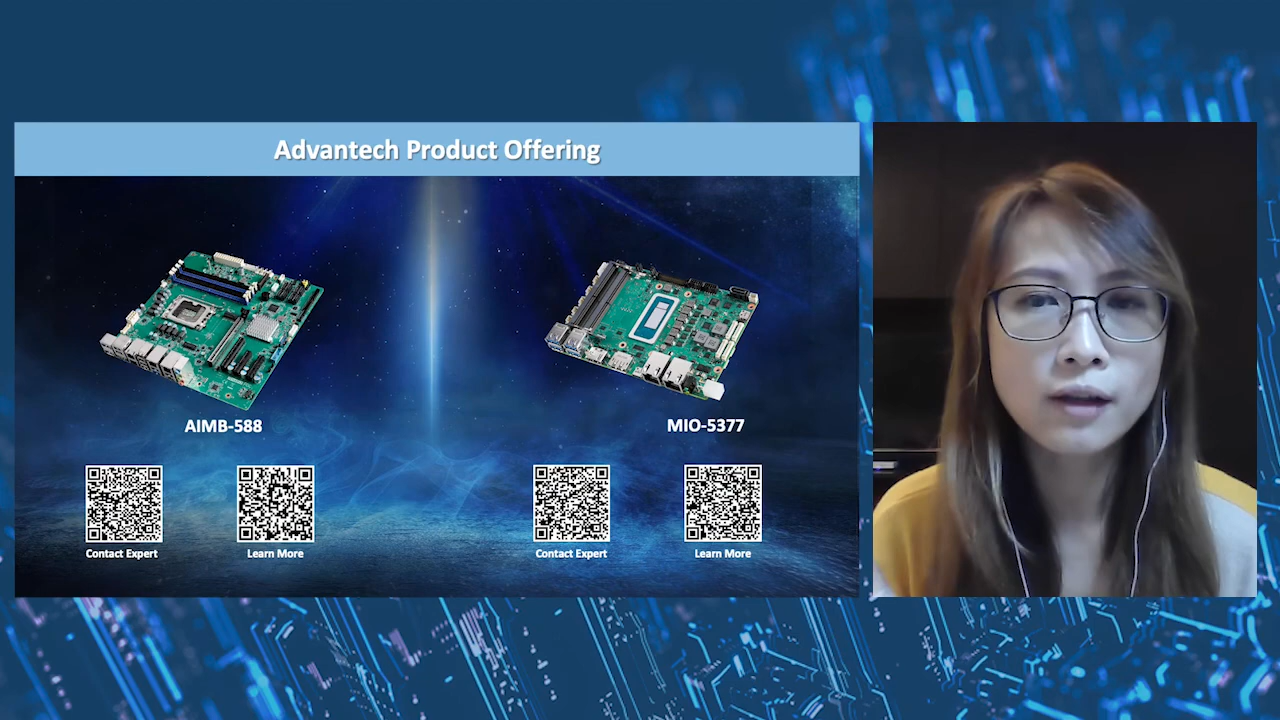 Advantech Product Offering
AIMB-588
MIO-5377
Contact Expert
Learn More
Contact Expert
Learn More